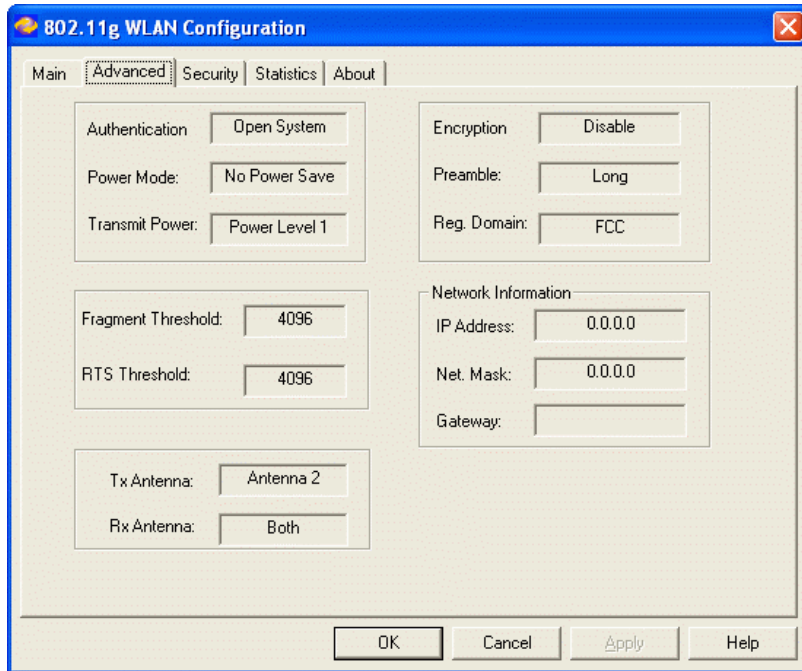 802.11g WLAN Configuration
Main Advanced Security Statistics About
Authentication Open System
Power Mode: No Power Save
Transmit Power: Power Level 1
Encryption Disable
Preamble: Long
Reg. Domain: FCC
Fragment Threshold: 4096
RTS Threshold: 4096
Network Information
IP Address: 0.0.0.0
Net. Mask: 0.0.0.0
Gateway:
Tx Antenna: Antenna 2
Rx Antenna: Both
OK Cancel Apply Help